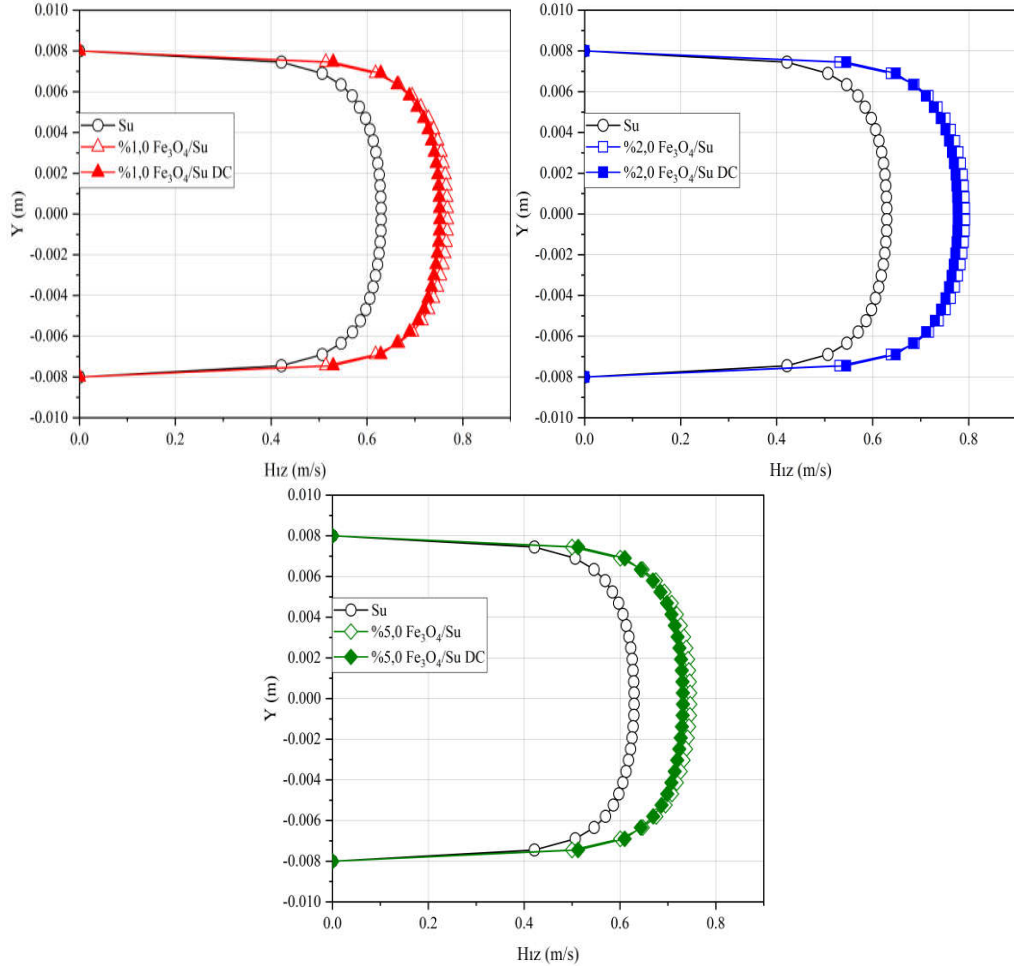 0.010
0.008
0.006
0.004
0.002
0.000
-0.002
-0.004
-0.006
-0.008
-0.010
Y (m)
Su
%1,0 Fe₃O₄/Su
%1,0 Fe₃O₄/Su DC
0.0 0.2 0.4 0.6 0.8
Hız (m/s)
0.010
0.008
0.006
0.004
0.002
0.000
-0.002
-0.004
-0.006
-0.008
-0.010
Y (m)
Su
%2,0 Fe₃O₄/Su
%2,0 Fe₃O₄/Su DC
0.0 0.2 0.4 0.6 0.8
Hız (m/s)
0.010
0.008
0.006
0.004
0.002
0.000
-0.002
-0.004
-0.006
-0.008
-0.010
Y (m)
Su
%5,0 Fe₃O₄/Su
%5,0 Fe₃O₄/Su DC
0.0 0.2 0.4 0.6 0.8
Hız (m/s)